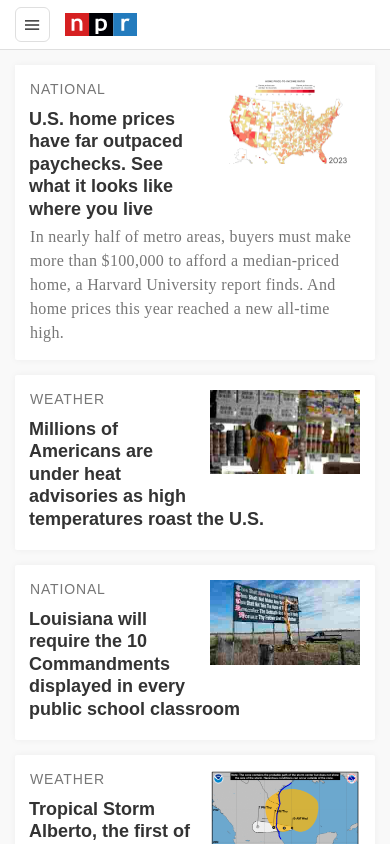 npr
NATIONAL
U.S. home prices
have far outpaced
paychecks. See
what it looks like
where you live
2023
In nearly half of metro areas, buyers must make
more than $100,000 to afford a median-priced
home, a Harvard University report finds. And
home prices this year reached a new all-time
high.
WEATHER
Millions of
Americans are
under heat
advisories as high
temperatures roast the U.S.
NATIONAL
Louisiana will
require the 10
Commandments
displayed in every
public school classroom
WEATHER
Tropical Storm
Alberto, the first of